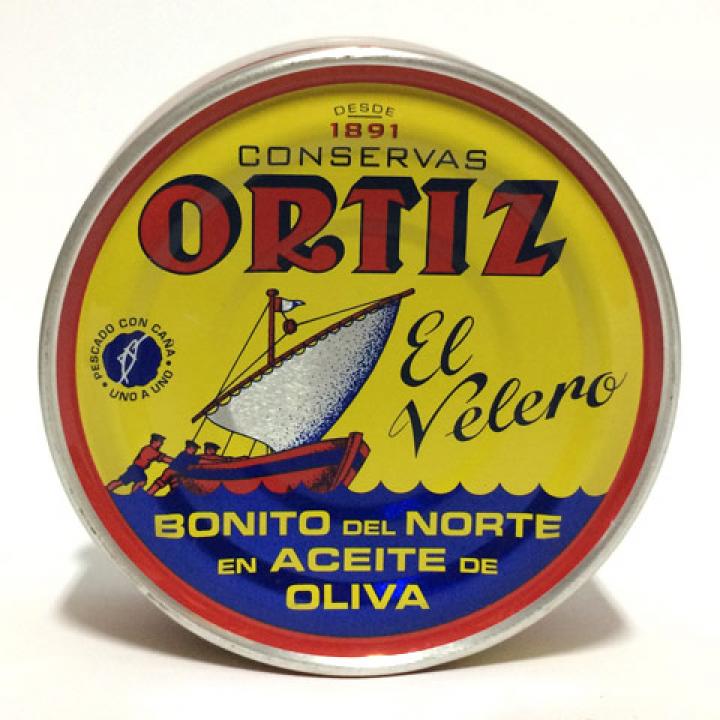 DESDE
1891
CONSERVAS
ORTIZ
El
Velero
• PESCADO CON CAÑA •
UNO A UNO
BONITO DEL NORTE
EN ACEITE DE
OLIVA